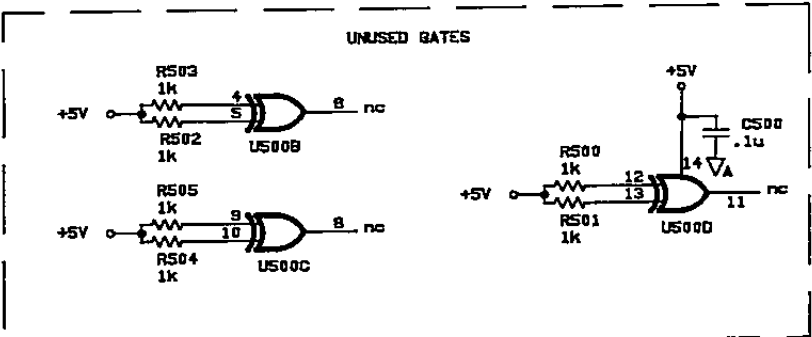 UNUSED GATES
R503
1k
4
5
+5V
8 nc
R502
1k
U500B
R505
1k
9
10
+5V
8 nc
R504
1k
U500C
+5V
C500
.1u
14
A
R500
1k
12
13
+5V
nc
11
R501
1k
U500D